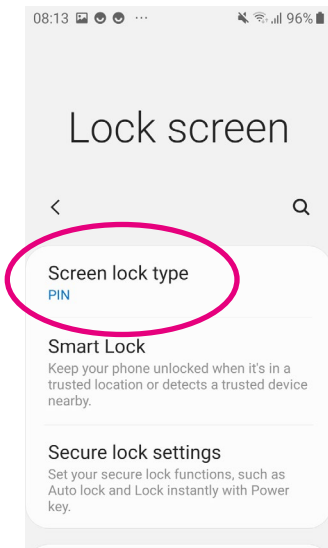 08:13 ... 96%
Lock screen
Screen lock type
PIN
Smart Lock
Keep your phone unlocked when it's in a
trusted location or detects a trusted device
nearby.
Secure lock settings
Set your secure lock functions, such as
Auto lock and Lock instantly with Power
key.